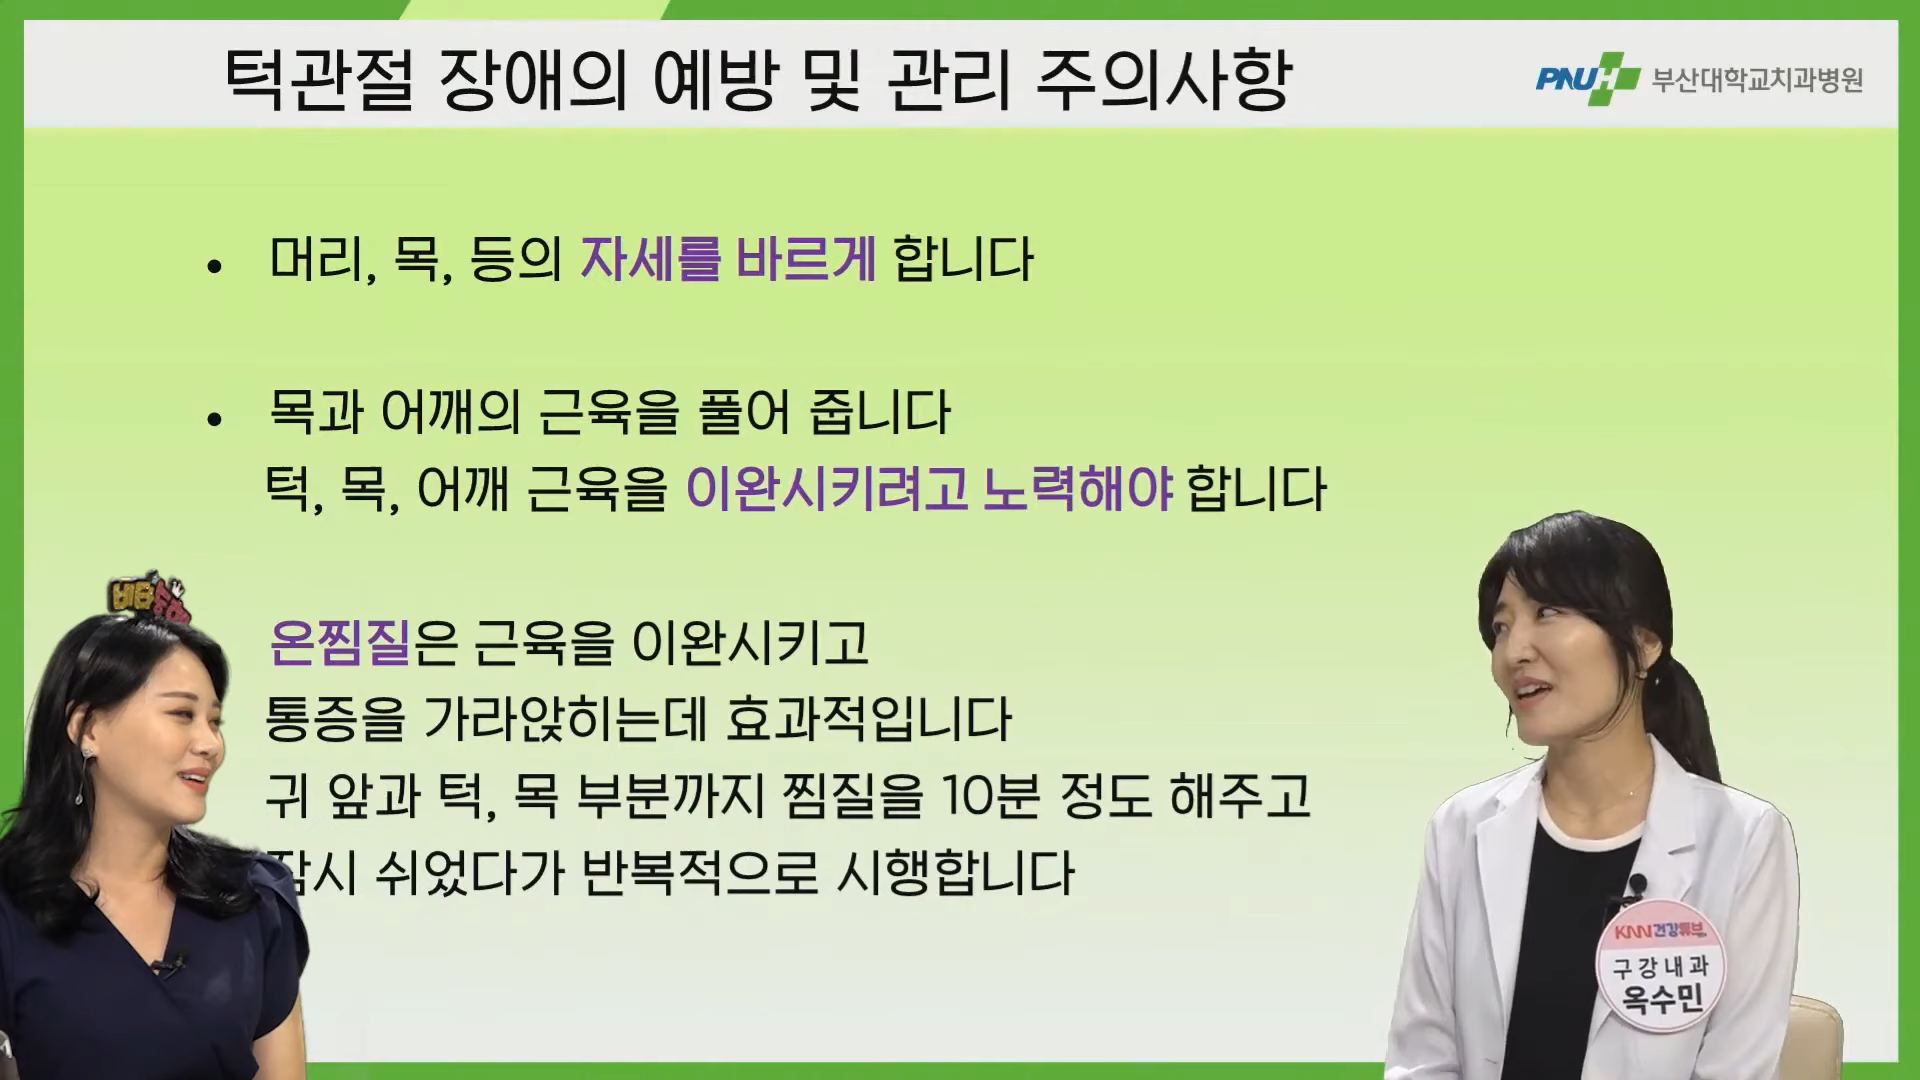 턱관절 장애의 예방 및 관리 주의사항
PNUH 부산대학교치과병원
• 머리, 목, 등의 자세를 바르게 합니다
• 목과 어깨의 근육을 풀어 줍니다
턱, 목, 어깨 근육을 이완시키려고 노력해야 합니다
온찜질은 근육을 이완시키고
통증을 가라앉히는데 효과적입니다
귀 앞과 턱, 목 부분까지 찜질을 10분 정도 해주고
잠시 쉬었다가 반복적으로 시행합니다
KNN건강튜브
구강내과
옥수민